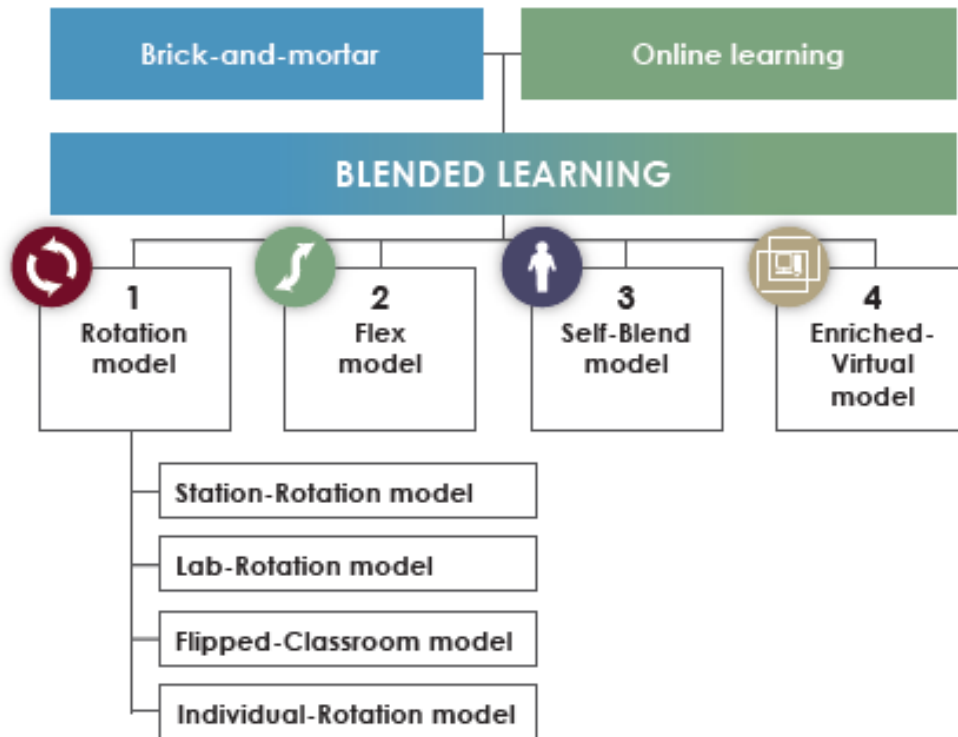 Brick-and-mortar
Online learning
BLENDED LEARNING
1
Rotation
model
2
Flex
model
3
Self-Blend
model
4
Enriched-
Virtual
model
Station-Rotation model
Lab-Rotation model
Flipped-Classroom model
Individual-Rotation model